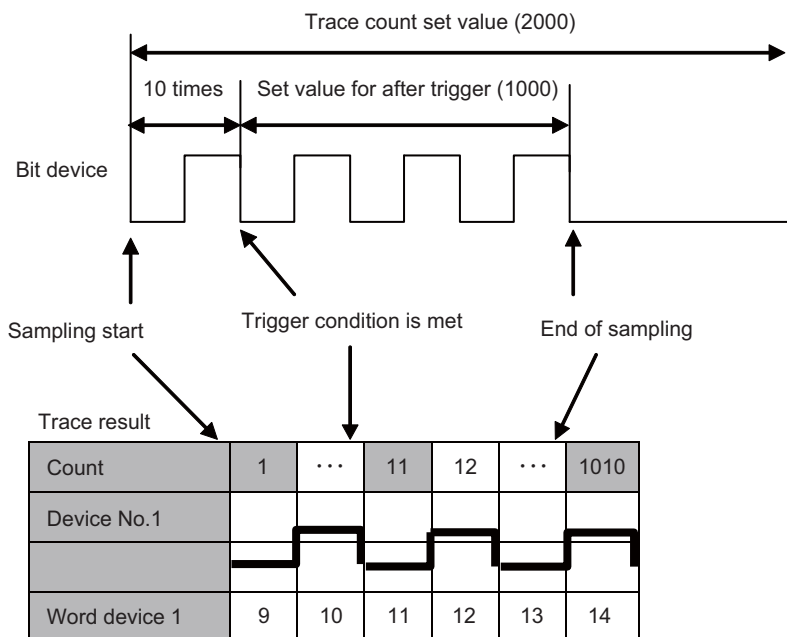 Trace count set value (2000)
10 times
Set value for after trigger (1000)
Bit device
Sampling start
Trigger condition is met
End of sampling
Trace result
Count 1 ··· 11 12 ··· 1010
Device No.1
Word device 1 9 10 11 12 13 14